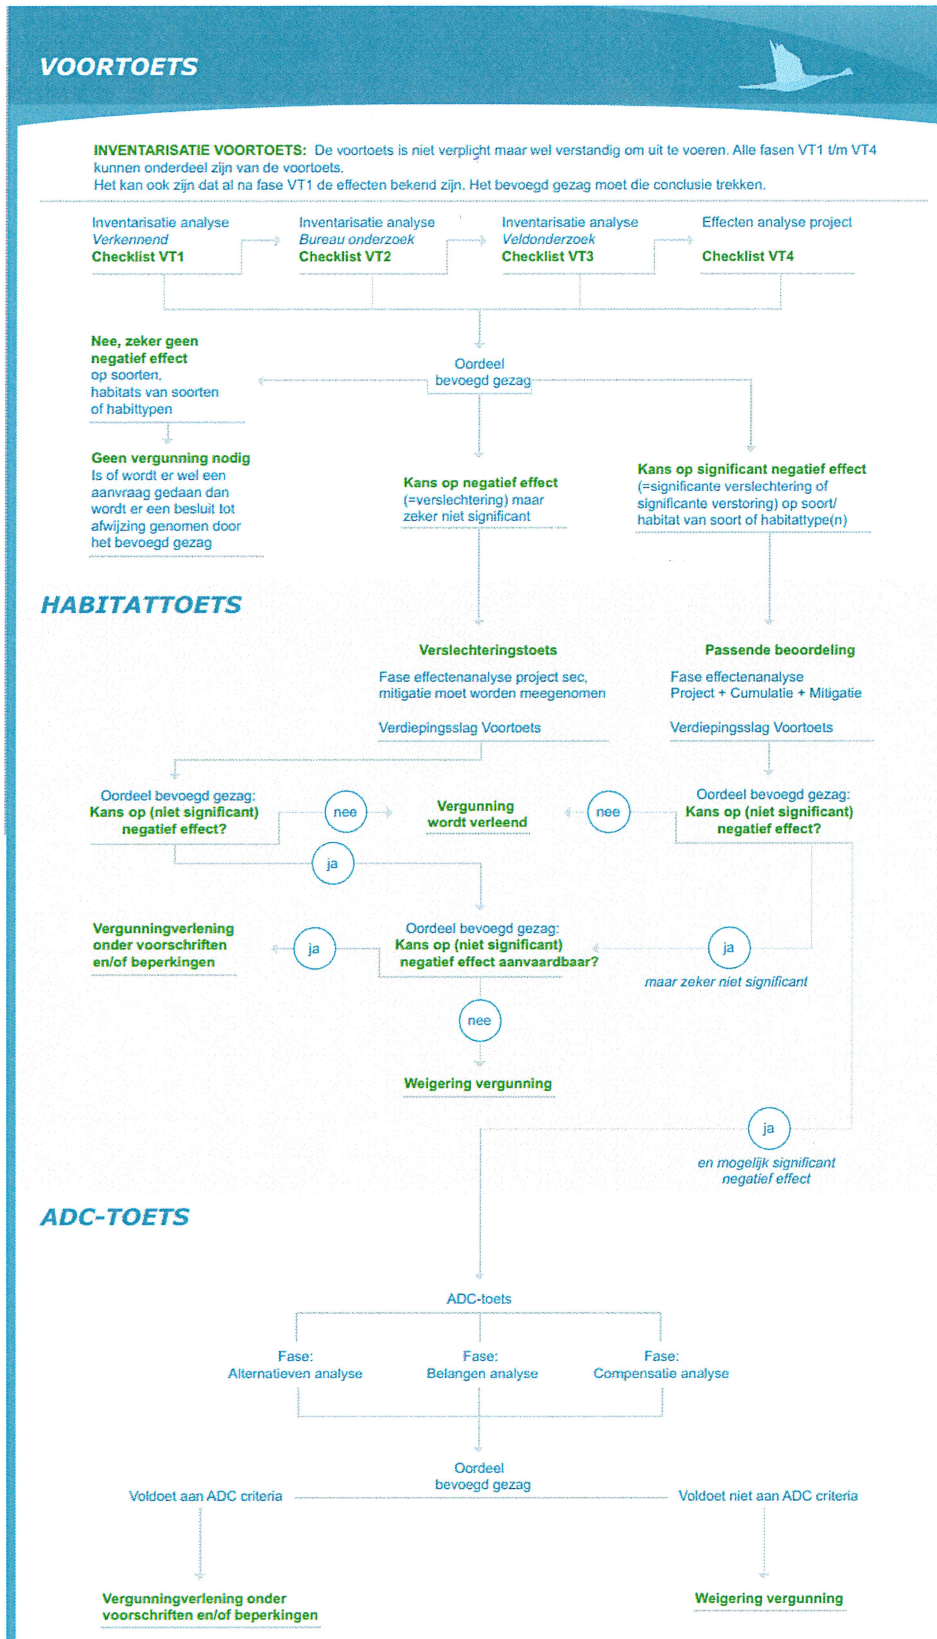 VOORTOETS
INVENTARISATIE VOORTOETS: De voortoets is niet verplicht maar wel verstandig om uit te voeren. Alle fasen VT1 t/m VT4
kunnen onderdeel zijn van de voortoets.
Het kan ook zijn dat al na fase VT1 de effecten bekend zijn. Het bevoegd gezag moet die conclusie trekken.
Inventarisatie analyse
Verkennend
Checklist VT1
Inventarisatie analyse
Bureau onderzoek
Checklist VT2
Inventarisatie analyse
Veldonderzoek
Checklist VT3
Effecten analyse project
Checklist VT4
Oordeel
bevoegd gezag
Nee, zeker geen
negatief effect
op soorten,
habitats van soorten
of habittypen
Geen vergunning nodig
Is of wordt er wel een
aanvraag gedaan dan
wordt er een besluit tot
afwijzing genomen door
het bevoegd gezag
Kans op negatief effect
(=verslechtering) maar
zeker niet significant
Kans op significant negatief effect
(=significante verslechtering of
significante verstoring) op soort/
habitat van soort of habitattype(n)
HABITATTOETS
Verslechteringstoets
Fase effectenanalyse project sec,
mitigatie moet worden meegenomen
Verdiepingsslag Voortoets
Passende beoordeling
Fase effectenanalyse
Project + Cumulatie + Mitigatie
Verdiepingsslag Voortoets
Oordeel bevoegd gezag:
Kans op (niet significant)
negatief effect?
nee
Vergunning
wordt verleend
nee
Oordeel bevoegd gezag:
Kans op (niet significant)
negatief effect?
ja
Vergunningverlening
onder voorschriften
en/of beperkingen
ja
Oordeel bevoegd gezag:
Kans op (niet significant)
negatief effect aanvaardbaar?
ja
maar zeker niet significant
nee
Weigering vergunning
ja
en mogelijk significant
negatief effect
ADC-TOETS
ADC-toets
Fase:
Alternatieven analyse
Fase:
Belangen analyse
Fase:
Compensatie analyse
Oordeel
bevoegd gezag
Voldoet aan ADC criteria
Voldoet niet aan ADC criteria
Vergunningverlening onder
voorschriften en/of beperkingen
Weigering vergunning